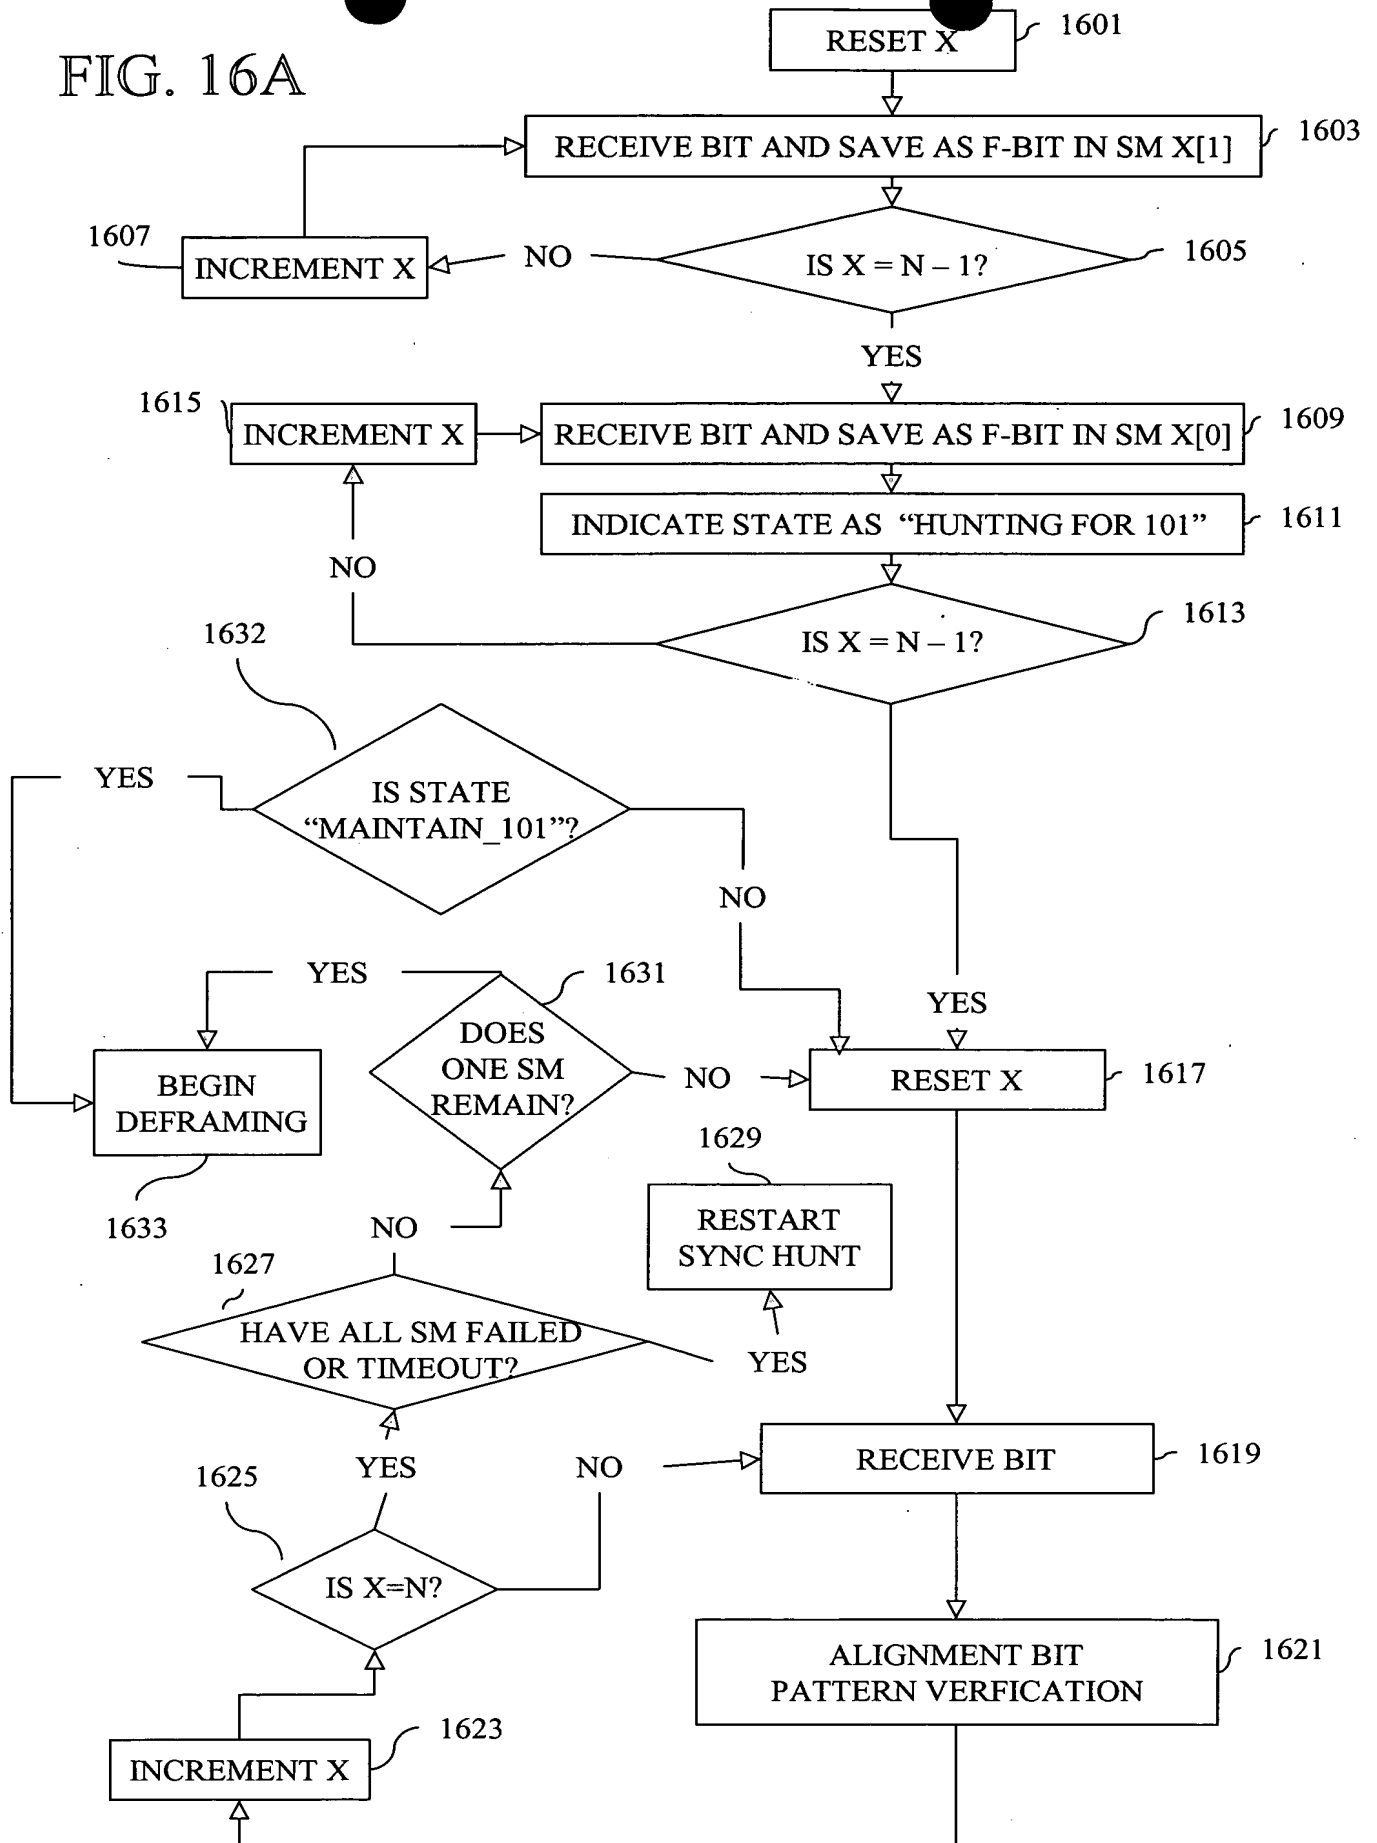 FIG. 16A
RESET X
1601
RECEIVE BIT AND SAVE AS F-BIT IN SM X[1]
1603
1607
INCREMENT X
NO
IS X = N – 1?
1605
YES
1615
INCREMENT X
RECEIVE BIT AND SAVE AS F-BIT IN SM X[0]
1609
INDICATE STATE AS “HUNTING FOR 101”
1611
NO
IS X = N – 1?
1613
1632
YES
IS STATE
“MAINTAIN_101”?
NO
YES
1631
YES
DOES
ONE SM
REMAIN?
NO
RESET X
1617
BEGIN
DEFRAMING
1633
1629
RESTART
SYNC HUNT
NO
1627
HAVE ALL SM FAILED
OR TIMEOUT?
YES
YES
NO
RECEIVE BIT
1619
1625
IS X=N?
ALIGNMENT BIT
PATTERN VERFICATION
1621
1623
INCREMENT X